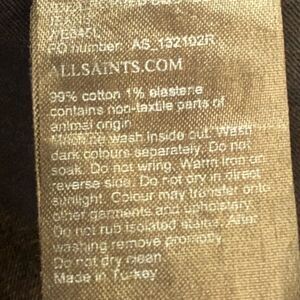 PO number: AS_132102R
ALLSAINTS.COM
99% cotton 1% elastane
contains non-textile parts of
animal origin
wash inside out. Wash
dark colours separately. Do not
soak. Do not wring. Warm Iron on
reverse side. Do not dry in direct
sunlight. Colour may transfer onto
other garments and upholstery.
Do not rub isolated stains. After
washing remove promptly.
Do not dry clean.
Made in Turkey